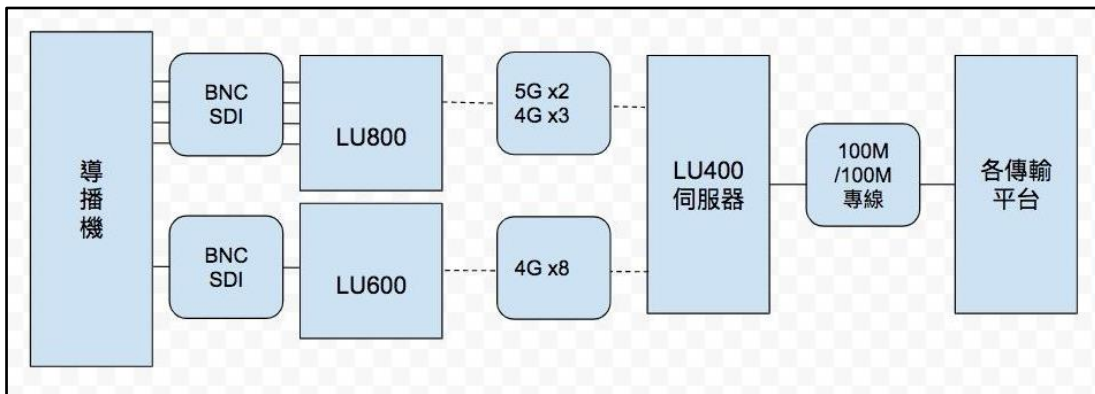 導
播
機
BNC
SDI
LU800
5G x2
4G x3
BNC
SDI
LU600
4G x8
LU400
伺服器
100M
/100M
專線
各傳輸
平台